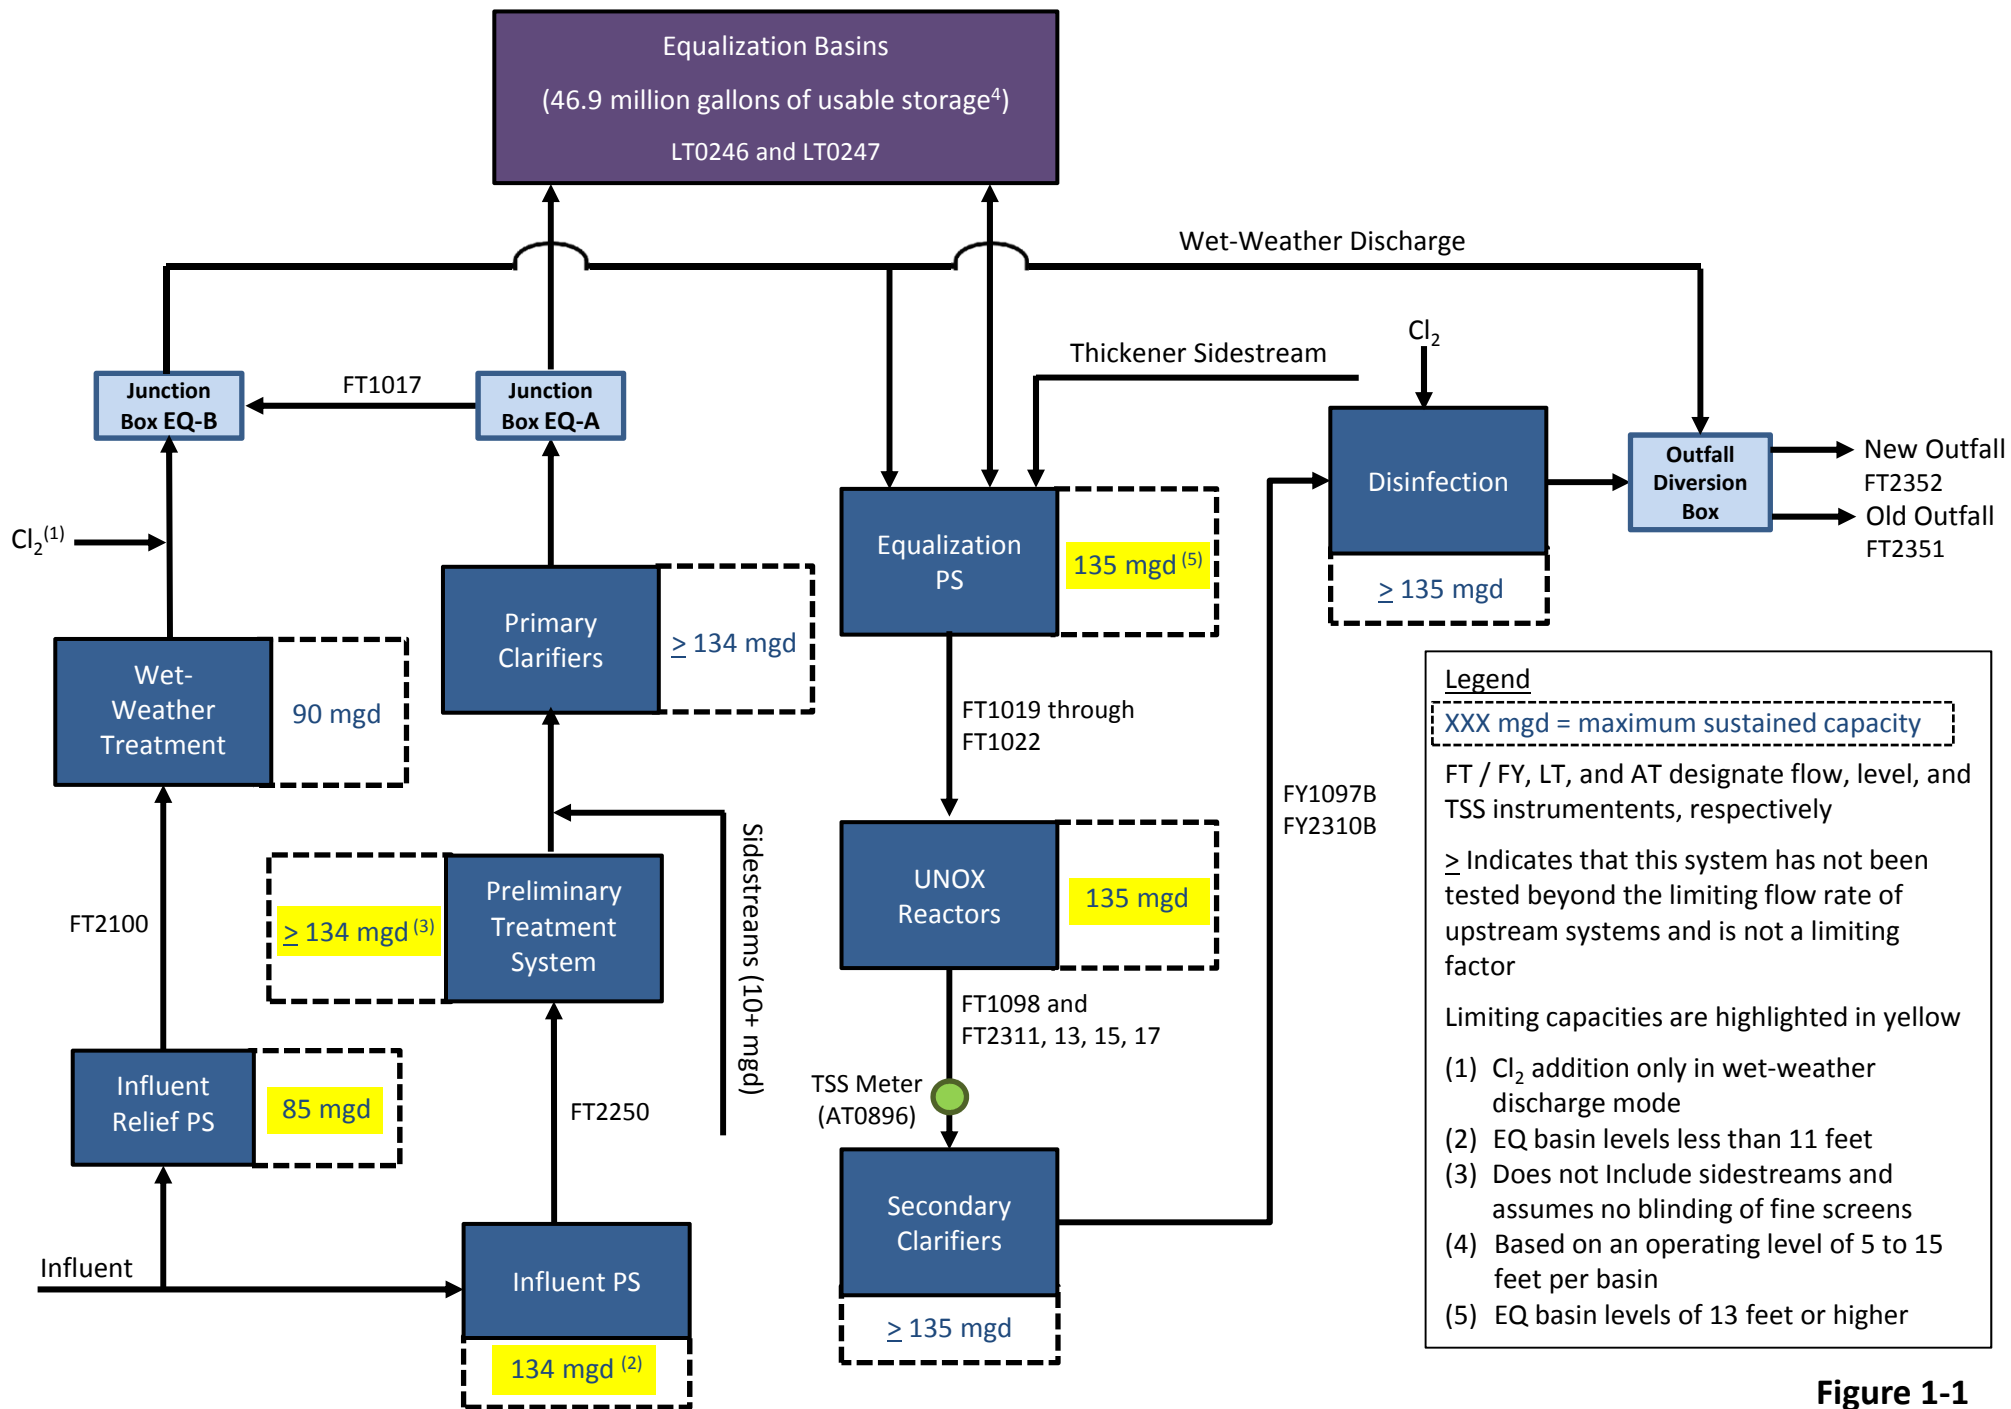 Equalization Basins
(46.9 million gallons of usable storage⁴)
LT0246 and LT0247
Wet-Weather Discharge
Cl₂
Thickener Sidestream
Junction
Box EQ-B
FT1017
Junction
Box EQ-A
Outfall
Diversion
Box
New Outfall
FT2352
Old Outfall
FT2351
Disinfection
≥ 135 mgd
Cl₂⁽¹⁾
Equalization
PS
135 mgd ⁽⁵⁾
Primary
Clarifiers
≥ 134 mgd
Wet-
Weather
Treatment
90 mgd
FT1019 through
FT1022
FY1097B
FY2310B
Sidestreams (10+ mgd)
UNOX
Reactors
135 mgd
Preliminary
Treatment
System
≥ 134 mgd ⁽³⁾
FT2100
FT1098 and
FT2311, 13, 15, 17
TSS Meter
(AT0896)
Influent
Relief PS
85 mgd
FT2250
Secondary
Clarifiers
≥ 135 mgd
Influent
Influent PS
134 mgd ⁽²⁾
Legend
XXX mgd = maximum sustained capacity
FT / FY, LT, and AT designate flow, level, and
TSS instrumentents, respectively
≥ Indicates that this system has not been
tested beyond the limiting flow rate of
upstream systems and is not a limiting
factor
Limiting capacities are highlighted in yellow
(1) Cl₂ addition only in wet-weather
discharge mode
(2) EQ basin levels less than 11 feet
(3) Does not Include sidestreams and
assumes no blinding of fine screens
(4) Based on an operating level of 5 to 15
feet per basin
(5) EQ basin levels of 13 feet or higher
Figure 1-1